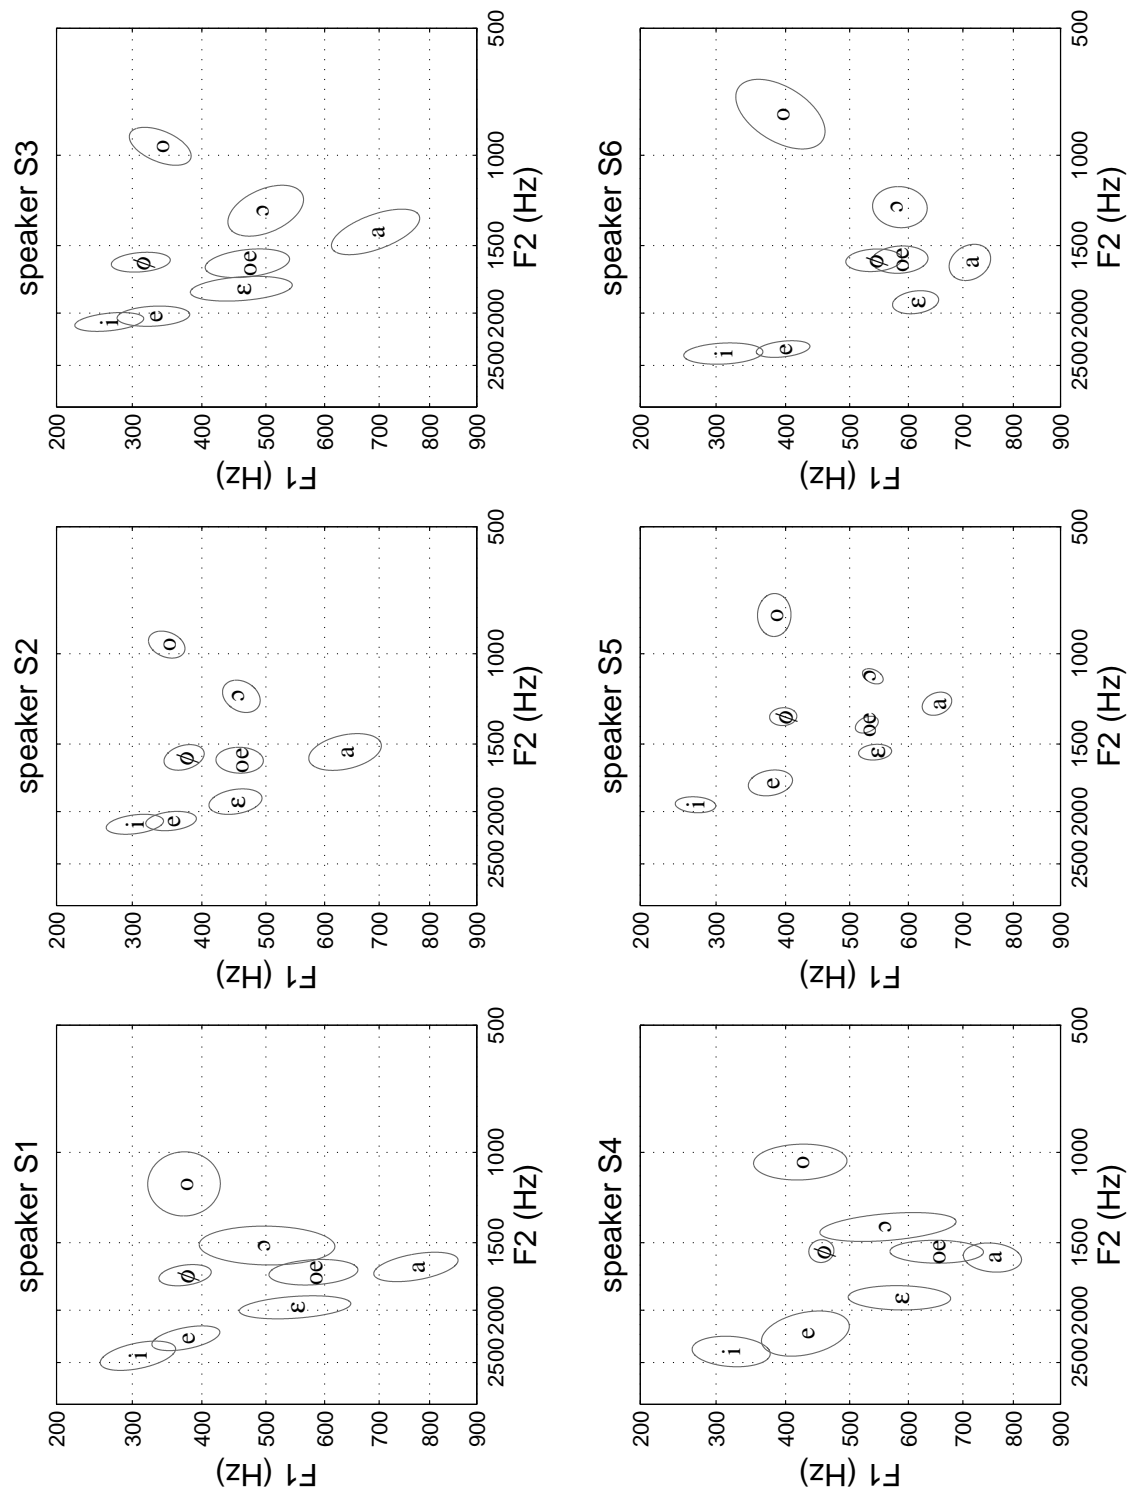 speaker S1
200
300
400
500
600
700
800
900
F1 (Hz)
i
e
ϕ
o
ɔ
ε
oe
a
2500 2000 1500 1000 500
F2 (Hz)
speaker S2
200
300
400
500
600
700
800
900
F1 (Hz)
i
e
ϕ
o
ɔ
ε
oe
a
2500 2000 1500 1000 500
F2 (Hz)
speaker S3
200
300
400
500
600
700
800
900
F1 (Hz)
i
e
ϕ
o
ɔ
ε
oe
a
2500 2000 1500 1000 500
F2 (Hz)
speaker S4
200
300
400
500
600
700
800
900
F1 (Hz)
i
e
ϕ
o
ɔ
ε
oe
a
2500 2000 1500 1000 500
F2 (Hz)
speaker S5
200
300
400
500
600
700
800
900
F1 (Hz)
i
e
ϕ
o
ɔ
ε
oe
a
2500 2000 1500 1000 500
F2 (Hz)
speaker S6
200
300
400
500
600
700
800
900
F1 (Hz)
i
e
ϕ
o
ɔ
ε
oe
a
2500 2000 1500 1000 500
F2 (Hz)